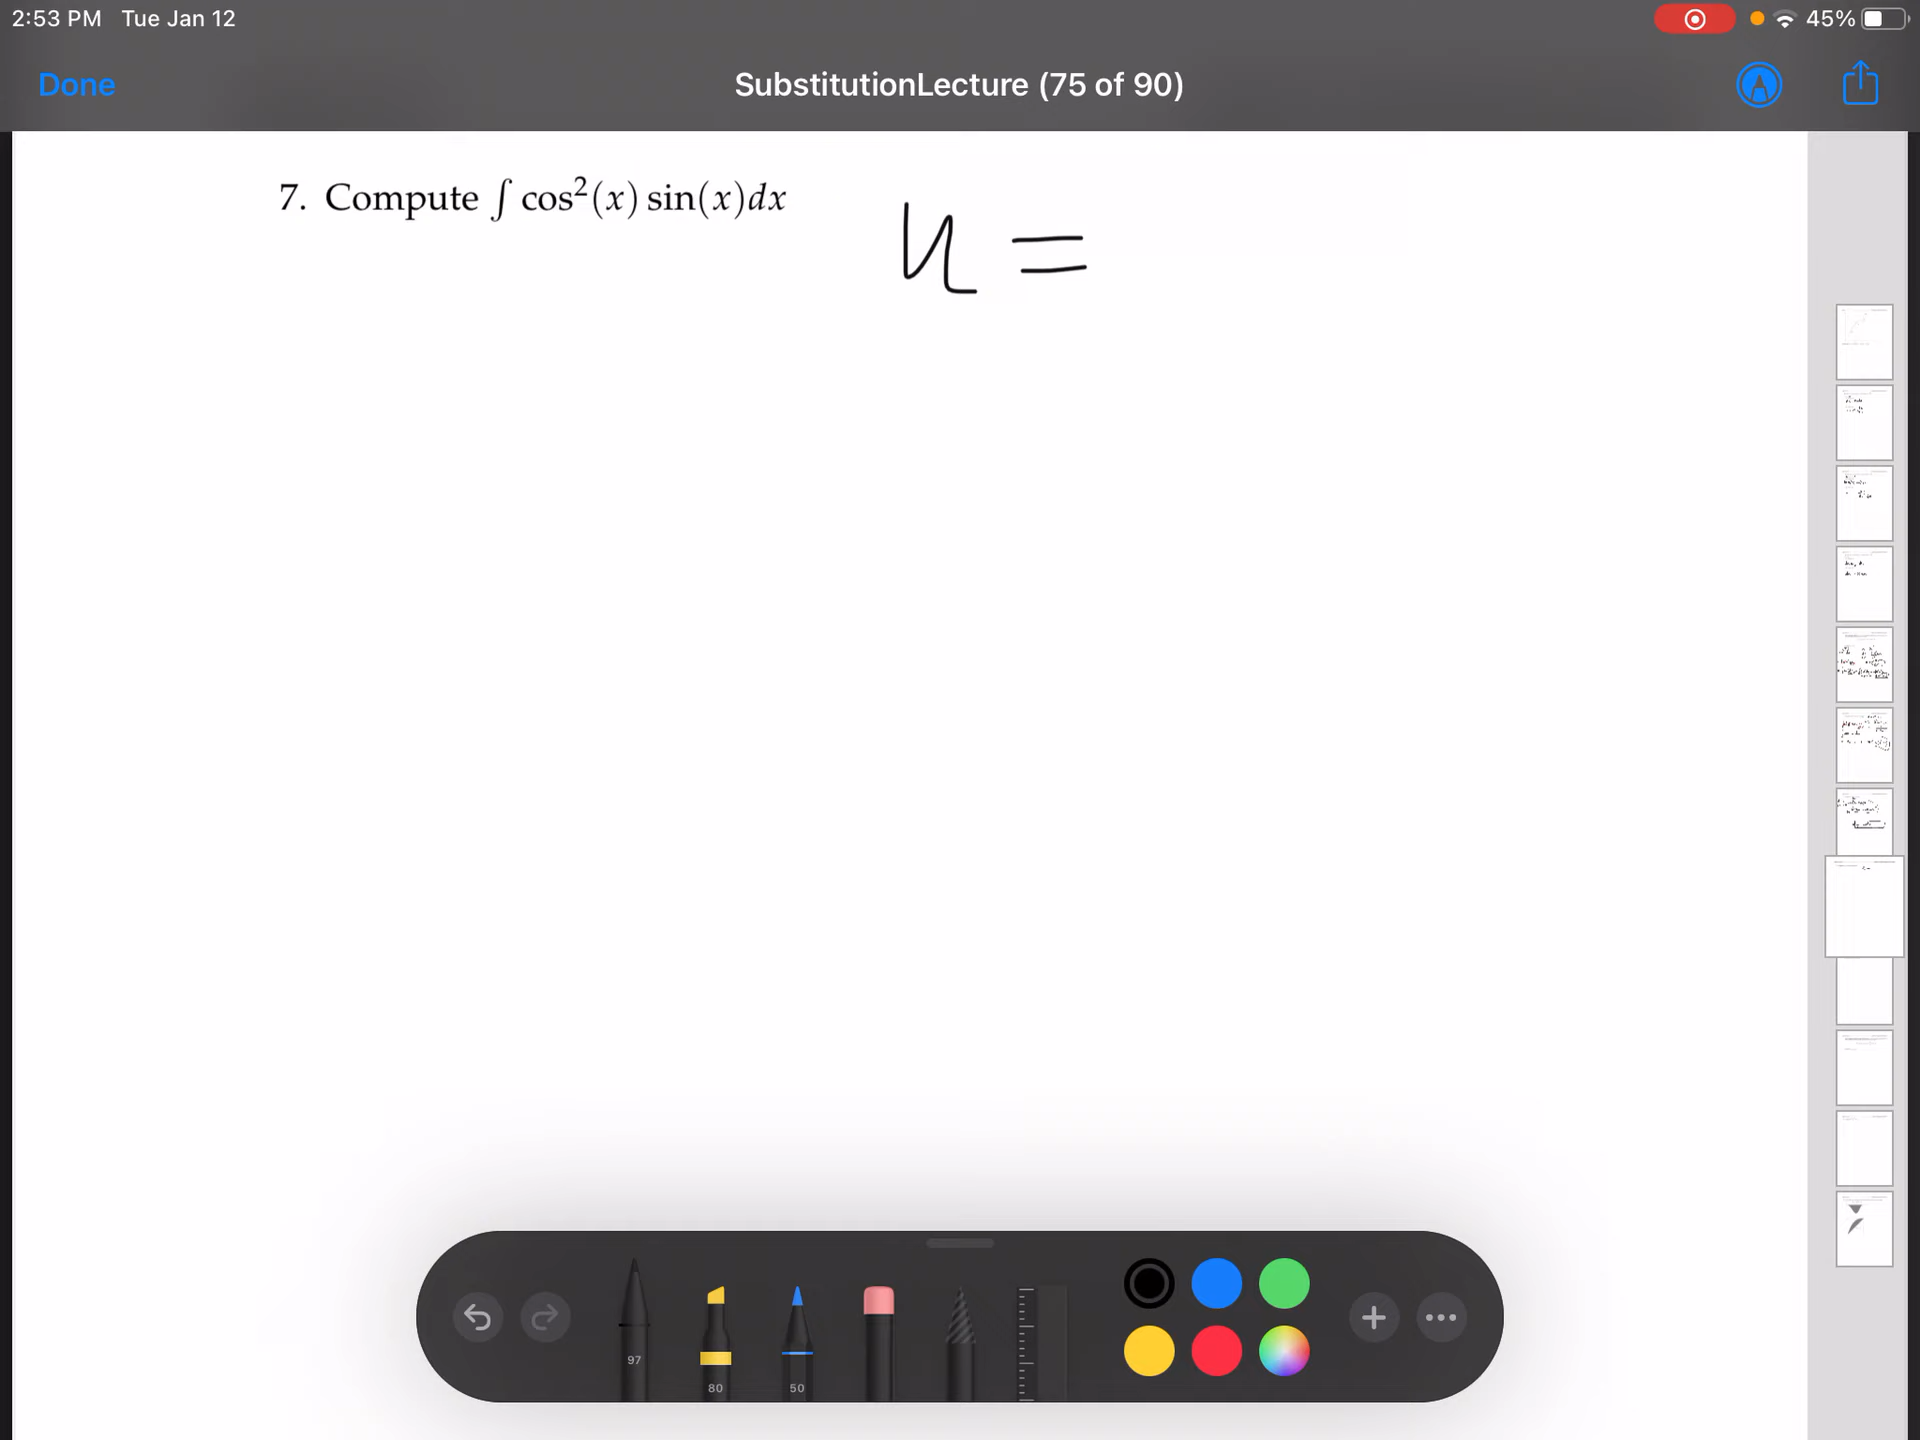 2:53 PM Tue Jan 12 45%
Done SubstitutionLecture (75 of 90)
7. Compute ∫ cos²(x) sin(x)dx
u =
97
80
50